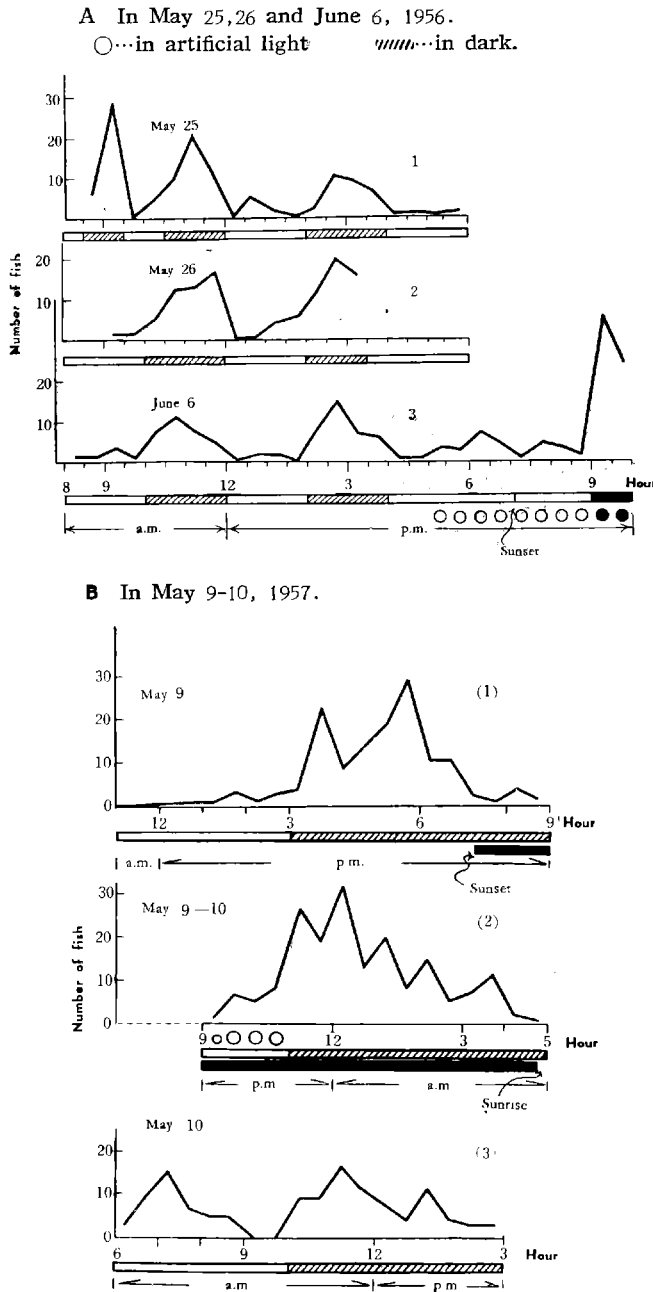 A In May 25,26 and June 6, 1956.
○···in artificial light ···in dark.
30
20
10
May 25
1
Number of fish
20
10
May 26
2
20
10
June 6
3
8 9 12 3 6 9 Hour
a.m. p.m.
Sunset
B In May 9-10, 1957.
30
20
10
0
May 9
(1)
12 3 6 9 Hour
a.m. p m.
Sunset
Number of fish
30
20
10
0
May 9—10
(2)
9 12 3 5 Hour
p.m a.m
Sunrise
May 10
20
10
0
(3)
6 9 12 3 Hour
a.m p m